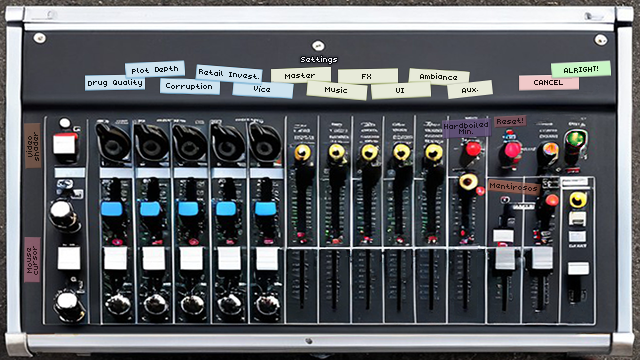 Settings
Plot Depth
Retail Invest.
Master
FX
Ambiance
ALRIGHT!
Drug Quality
Corruption
Vice
Music
UI
Aux.
CANCEL
Video
shader
Hardboiled
Min.
Reset!
Mentirosos
Mouse
cursor